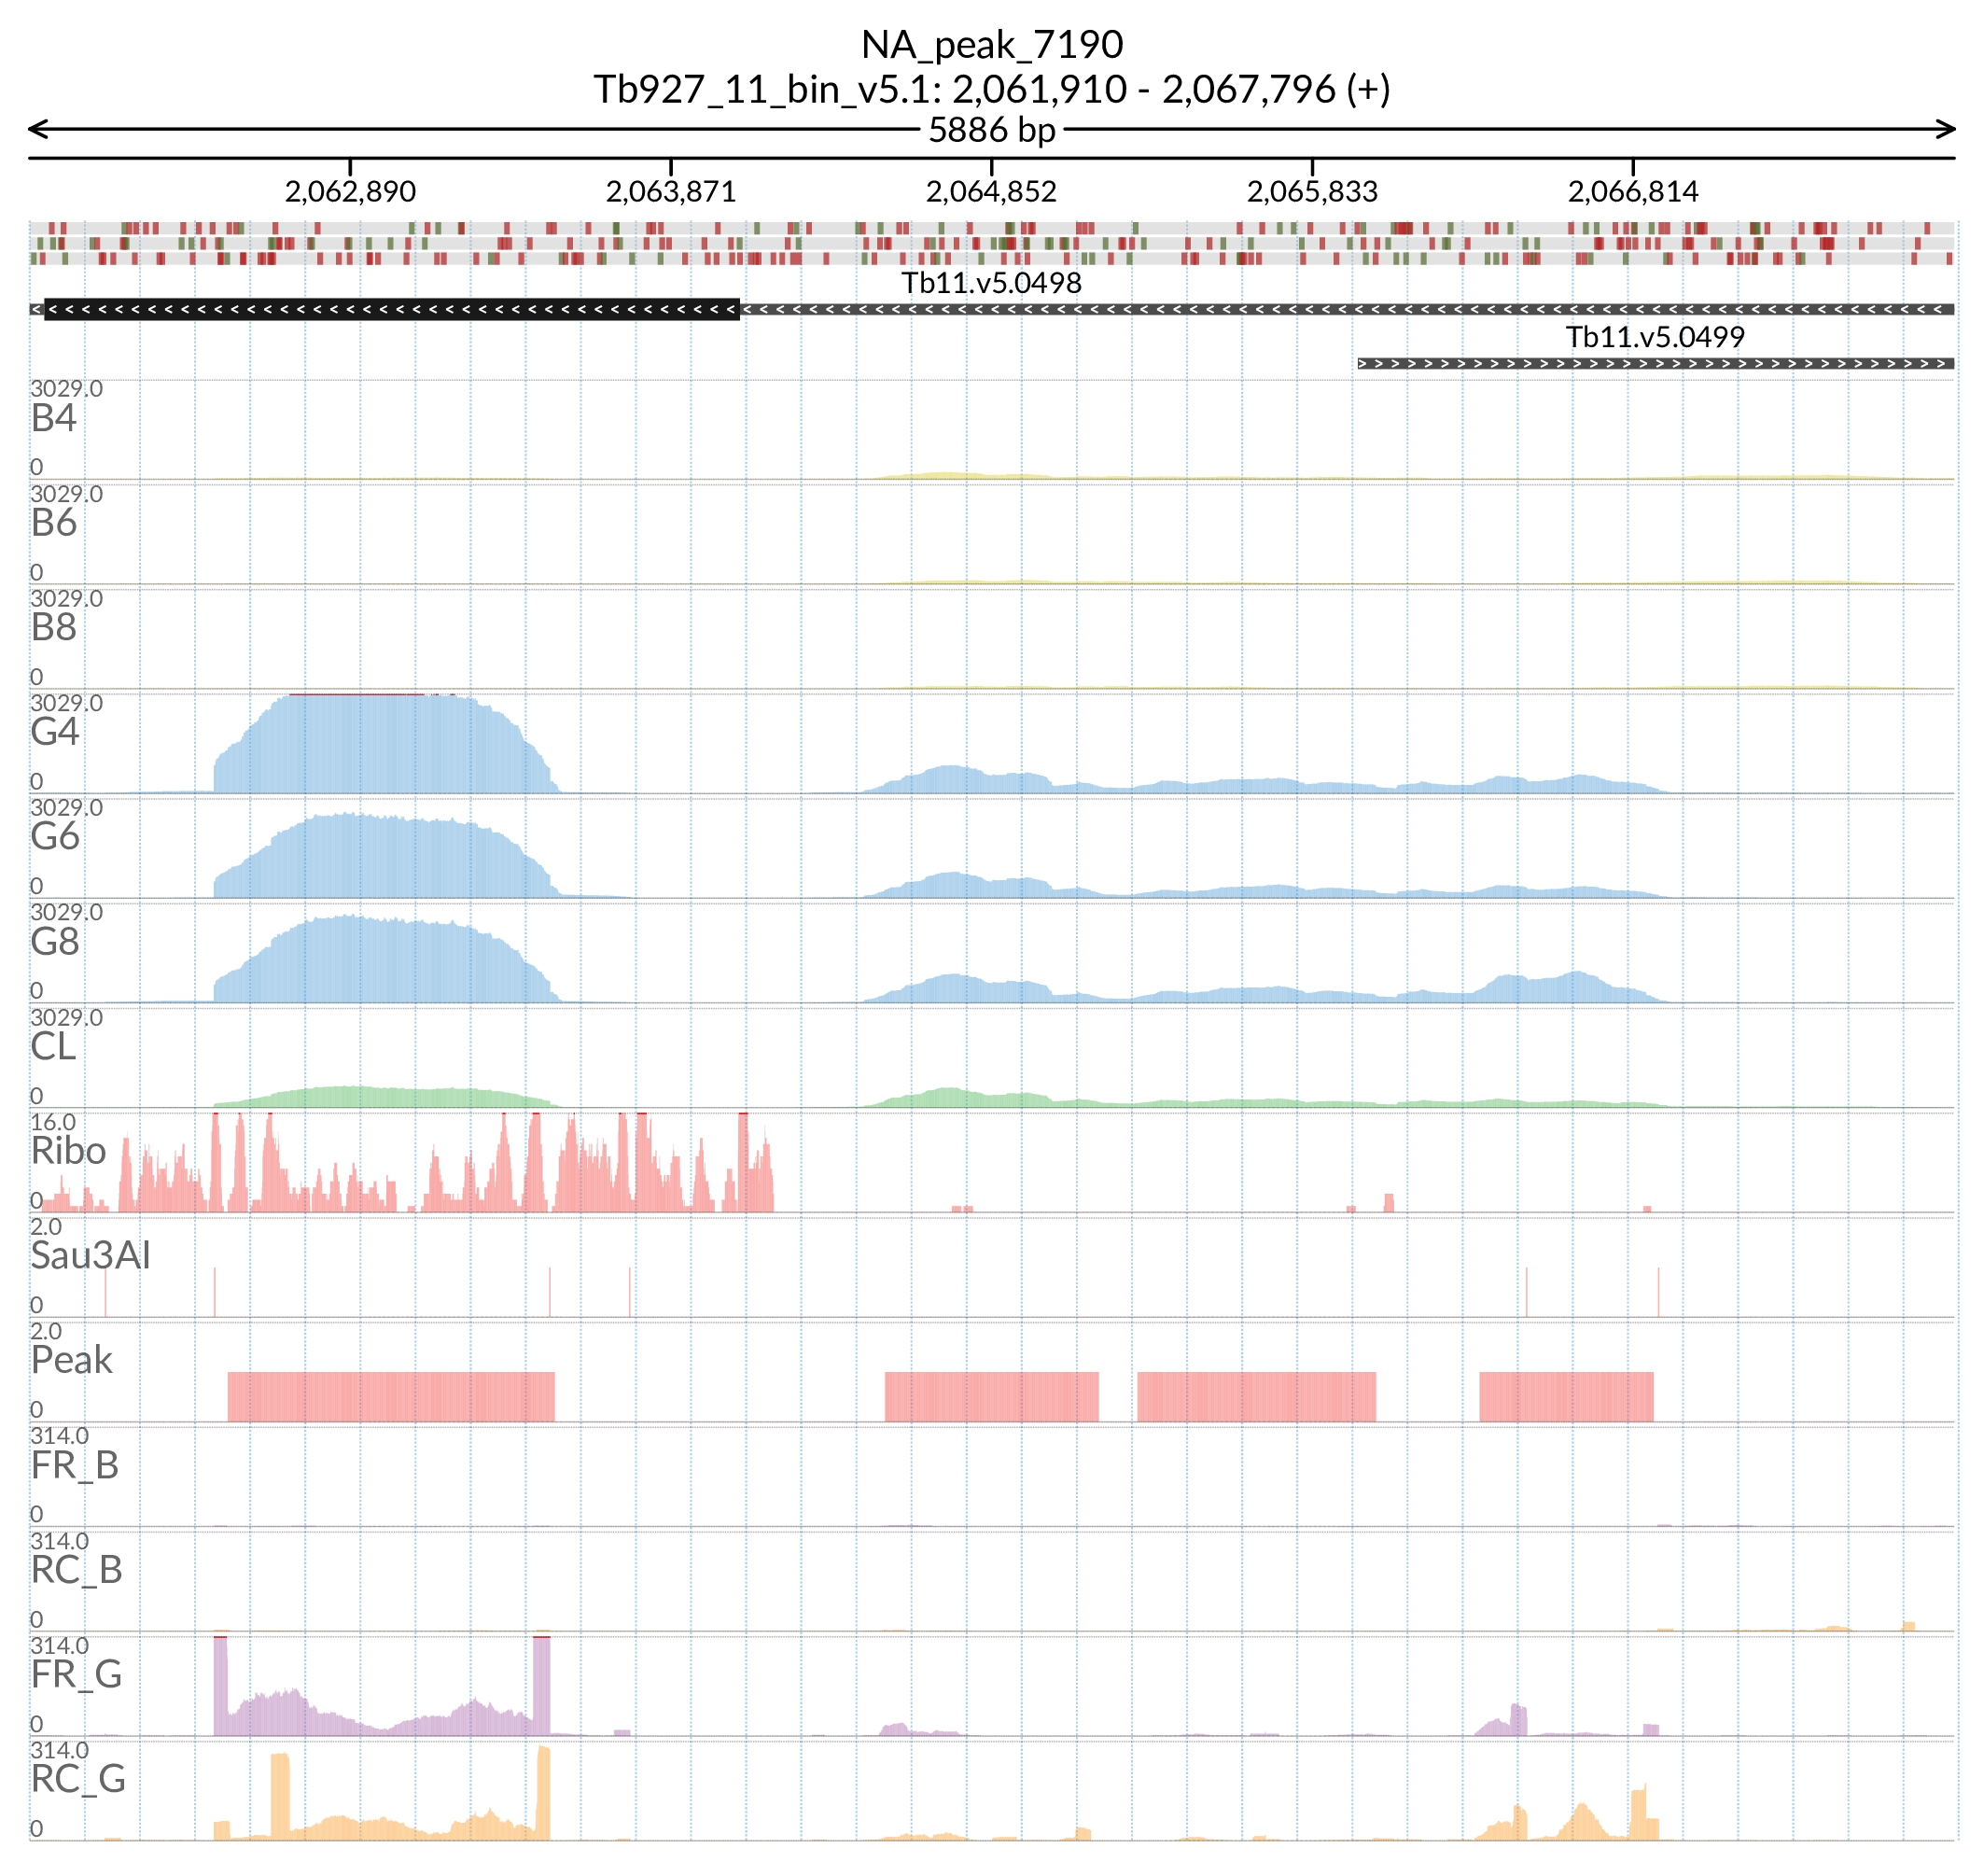 NA_peak_7190
Tb927_11_bin_v5.1: 2,061,910 - 2,067,796 (+)
5886 bp
2,062,890 2,063,871 2,064,852 2,065,833 2,066,814
Tb11.v5.0498
Tb11.v5.0499
3029.0
B4
0
3029.0
B6
0
3029.0
B8
0
3029.0
G4
0
3029.0
G6
0
3029.0
G8
0
3029.0
CL
0
16.0
Ribo
0
2.0
Sau3AI
0
2.0
Peak
0
314.0
FR_B
0
314.0
RC_B
0
314.0
FR_G
0
314.0
RC_G
0